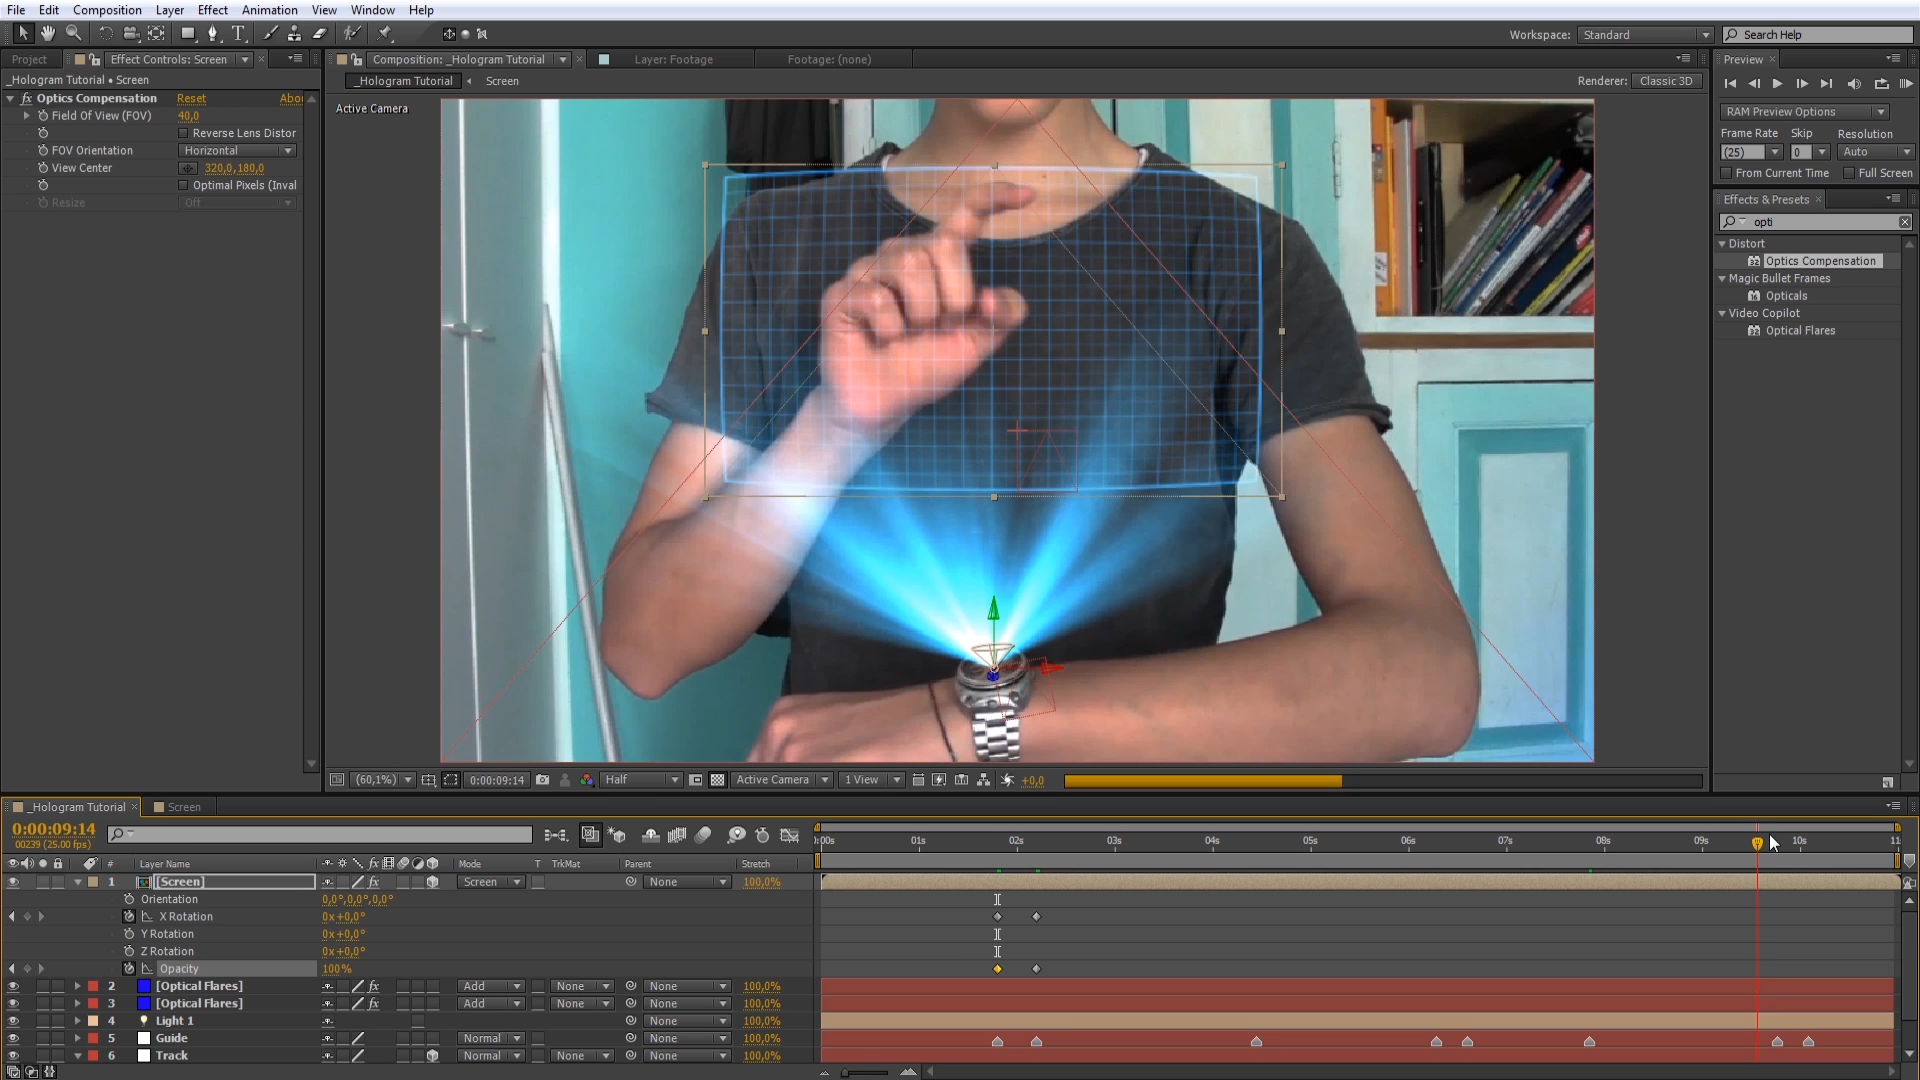 File Edit Composition Layer Effect Animation View Window Help
Workspace: Standard Search Help
Project Effect Controls: Screen
_Hologram Tutorial • Screen
fx Optics Compensation Reset Abou
Field Of View (FOV) 40,0
Reverse Lens Distor
FOV Orientation Horizontal
View Center 320,0,180,0
Optimal Pixels (Inval
Resize Off
Composition: _Hologram Tutorial Layer: Footage Footage: (none)
_Hologram Tutorial Screen
Renderer: Classic 3D
Active Camera
(60,1%) 0:00:09:14 Half Active Camera 1 View +0,0
Preview
RAM Preview Options
Frame Rate Skip Resolution
(25) 0 Auto
From Current Time Full Screen
Effects & Presets
opti
Distort
Optics Compensation
Magic Bullet Frames
Opticals
Video Copilot
Optical Flares
_Hologram Tutorial Screen
0:00:09:14
00239 (25.00 fps)
:00s 01s 02s 03s 04s 05s 06s 07s 08s 09s 10s 11
# Layer Name Mode T TrkMat Parent Stretch
1 [Screen] Screen None 100,0%
Orientation 0,0°,0,0°,0,0°
X Rotation 0x+0,0°
Y Rotation 0x+0,0°
Z Rotation 0x+0,0°
Opacity 100%
2 [Optical Flares] Add None None 100,0%
3 [Optical Flares] Add None None 100,0%
4 Light 1 None 100,0%
5 Guide Normal None 100,0%
6 Track Normal None None 100,0%